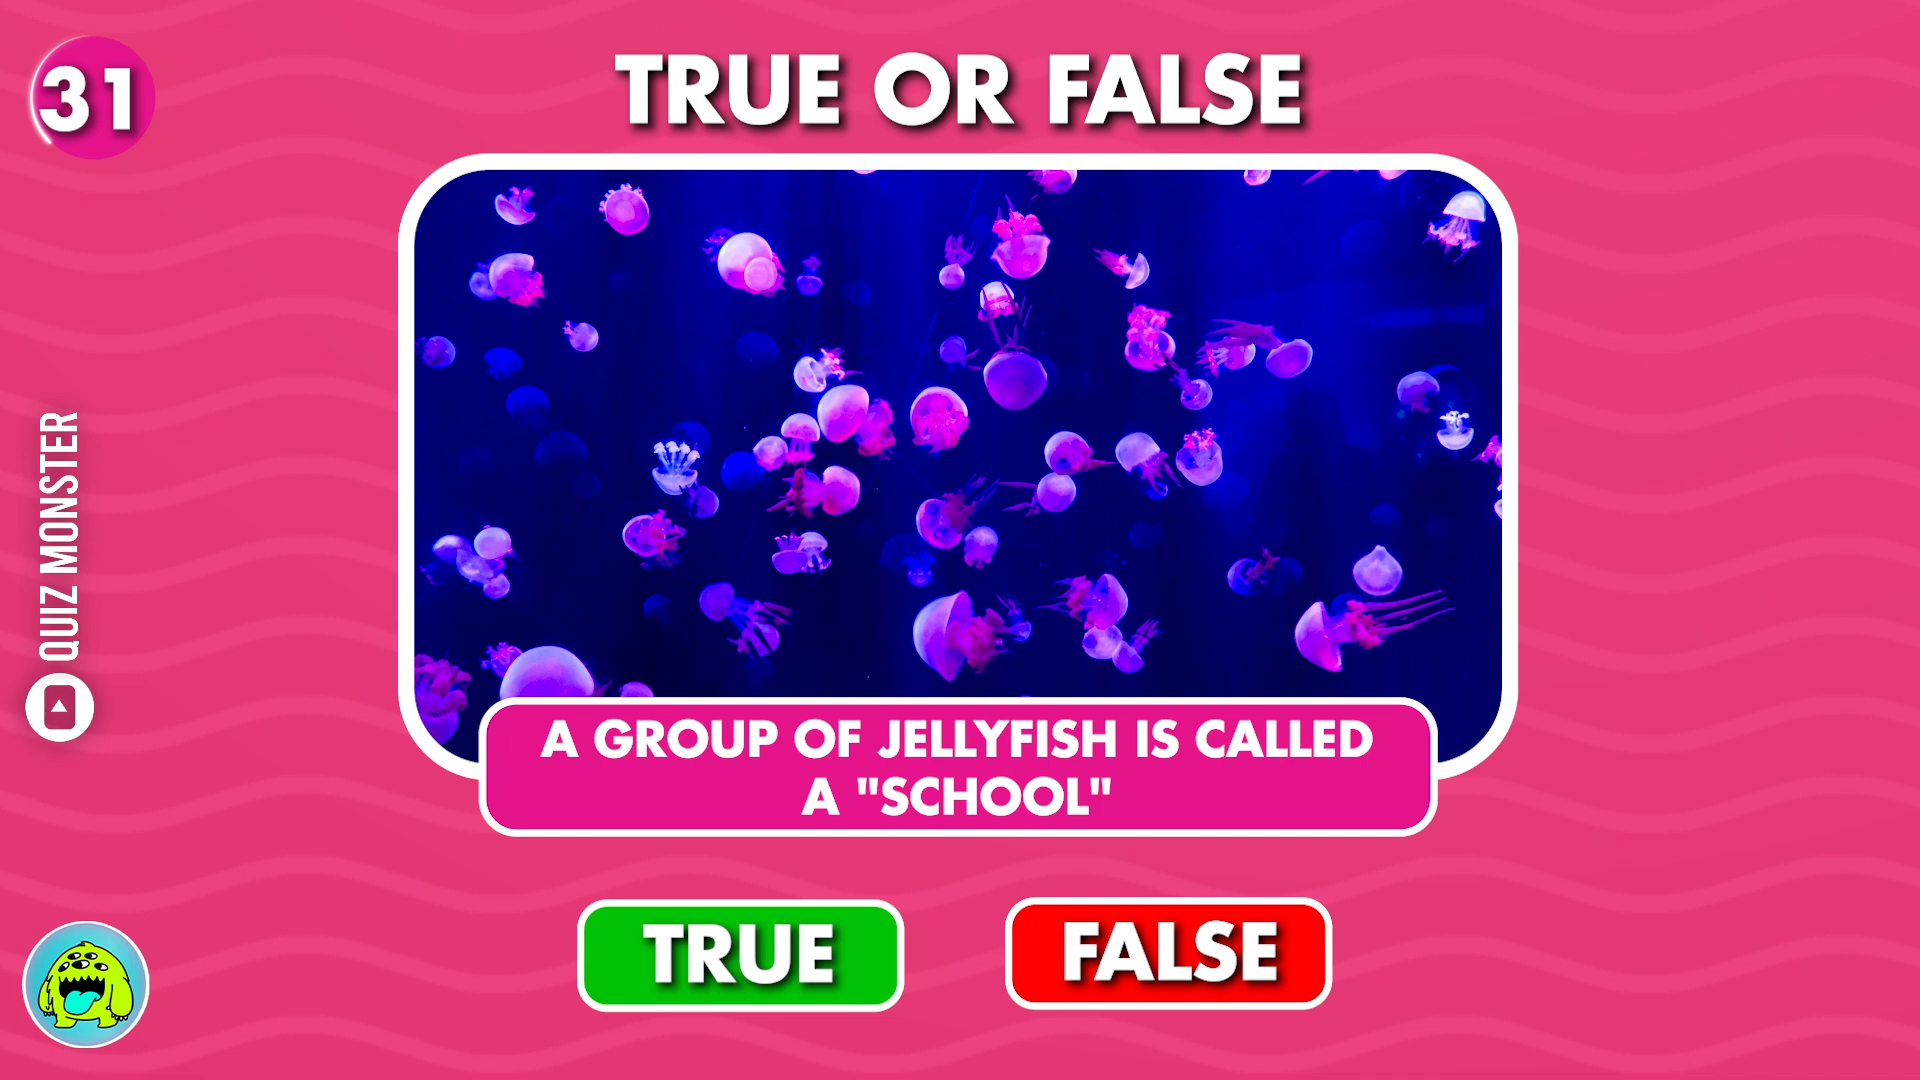 31
TRUE OR FALSE
QUIZ MONSTER
A GROUP OF JELLYFISH IS CALLED
A "SCHOOL"
TRUE
FALSE